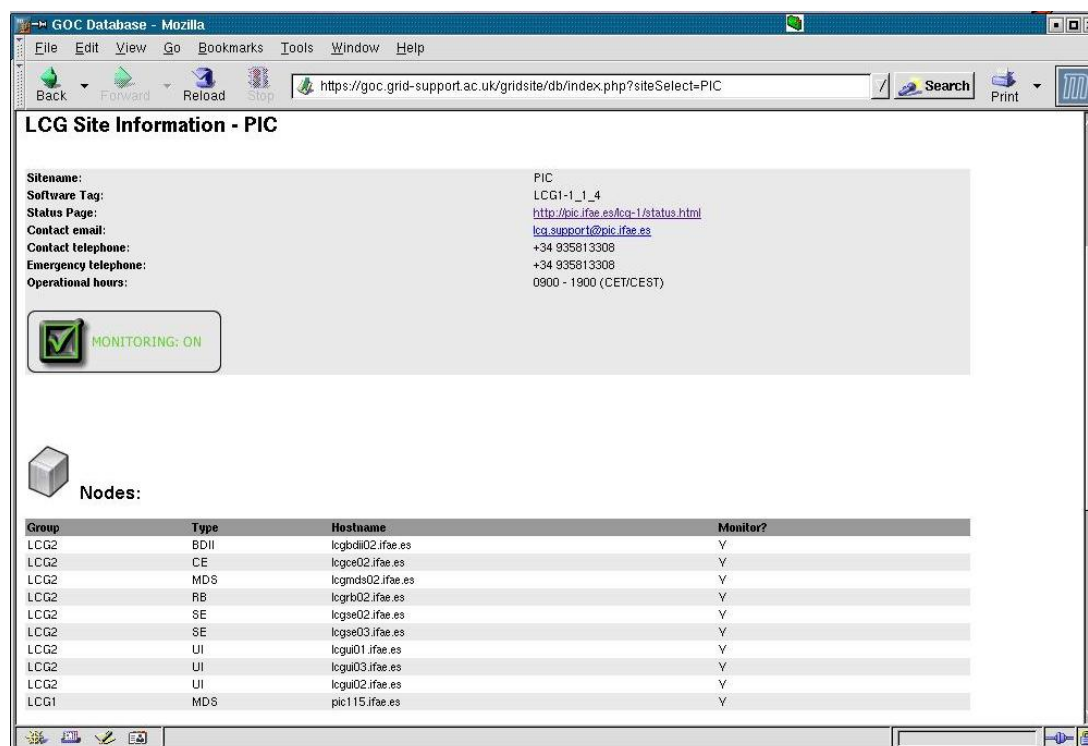 GOC Database - Mozilla
File Edit View Go Bookmarks Tools Window Help
Back Forward Reload Stop https://goc.grid-support.ac.uk/gridsite/db/index.php?siteSelect=PIC Search Print
LCG Site Information - PIC
Sitename: PIC
Software Tag: LCG1-1_1_4
Status Page: http://pic.ifae.es/lcg-1/status.html
Contact email: lcg.support@pic.ifae.es
Contact telephone: +34 935813308
Emergency telephone: +34 935813308
Operational hours: 0900 - 1900 (CET/CEST)
MONITORING: ON
Nodes:
Group Type Hostname Monitor?
LCG2 BDII lcgbdii02.ifae.es Y
LCG2 CE lcgce02.ifae.es Y
LCG2 MDS lcgmds02.ifae.es Y
LCG2 RB lcgrb02.ifae.es Y
LCG2 SE lcgse02.ifae.es Y
LCG2 SE lcgse03.ifae.es Y
LCG2 UI lcgui01.ifae.es Y
LCG2 UI lcgui03.ifae.es Y
LCG2 UI lcgui02.ifae.es Y
LCG1 MDS pic115.ifae.es Y